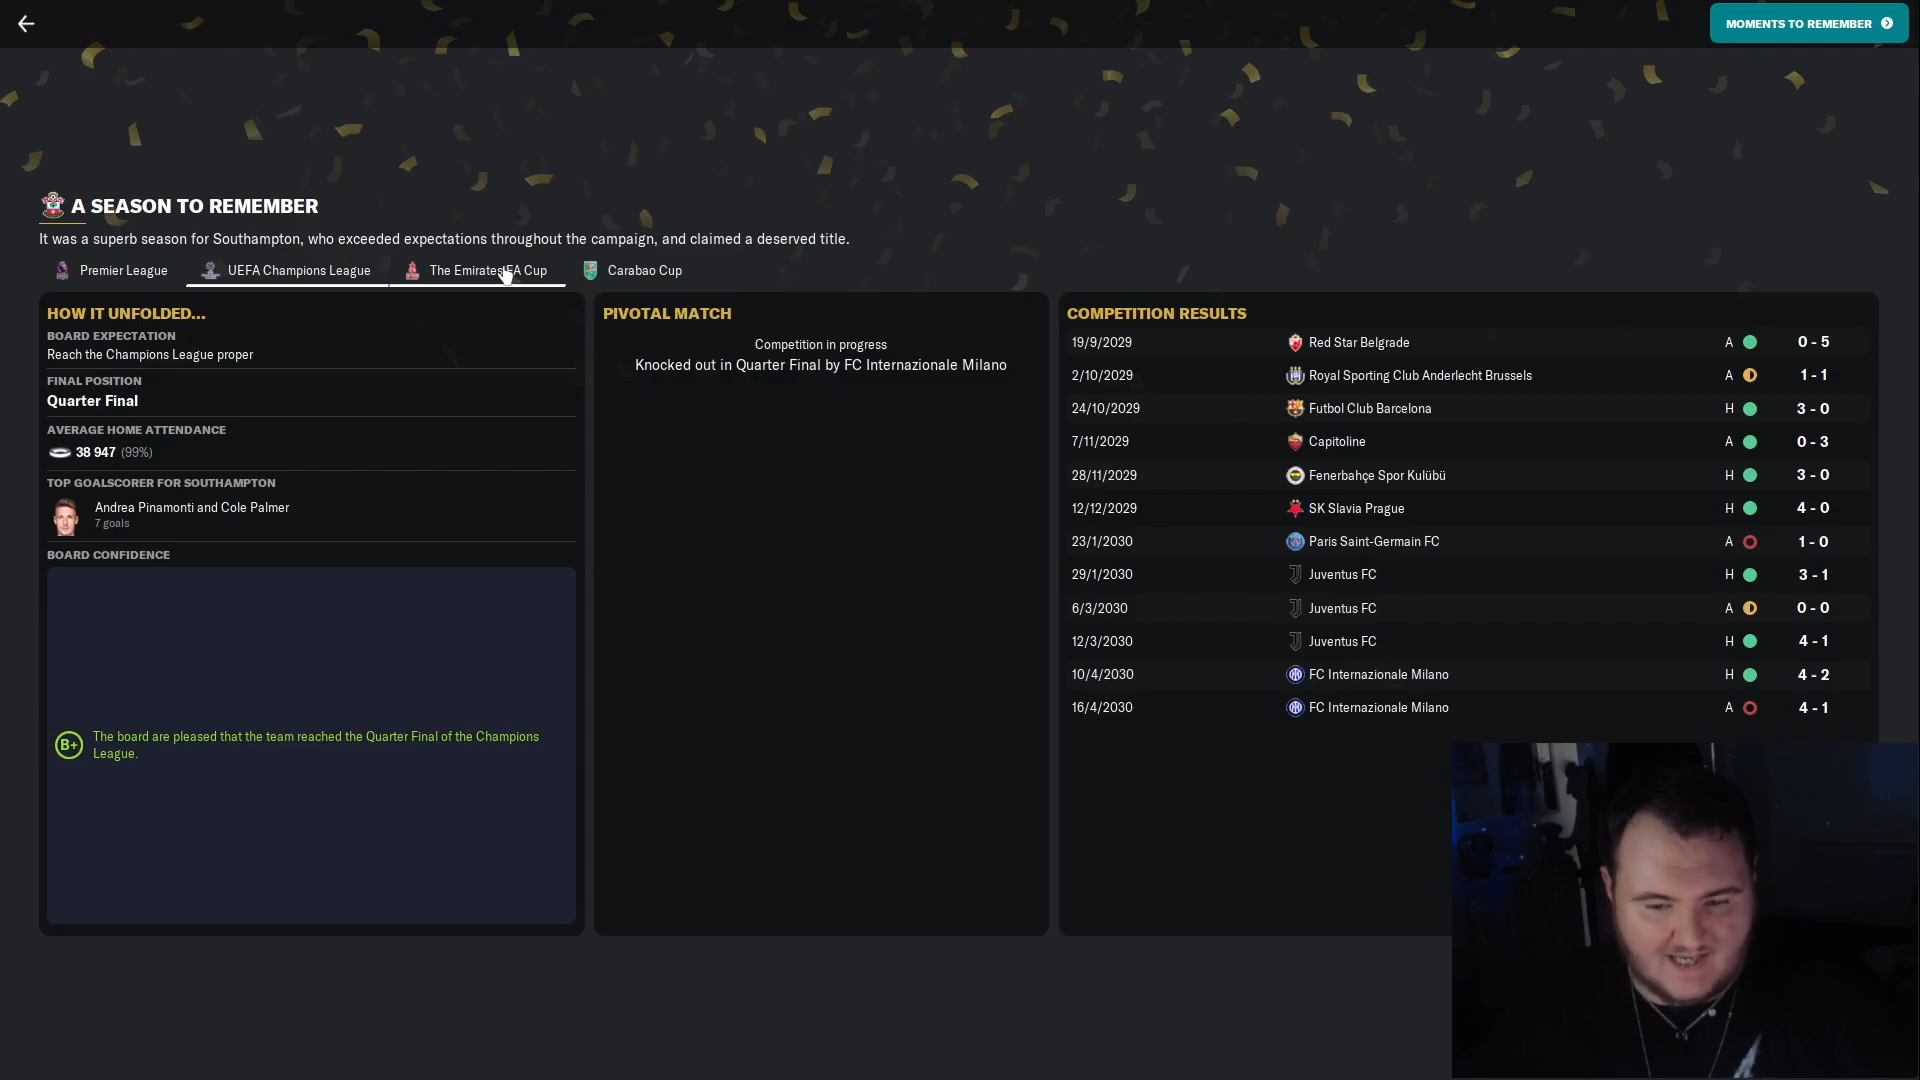 MOMENTS TO REMEMBER
A SEASON TO REMEMBER
It was a superb season for Southampton, who exceeded expectations throughout the campaign, and claimed a deserved title.
Premier League UEFA Champions League The Emirates FA Cup Carabao Cup
HOW IT UNFOLDED...
BOARD EXPECTATION
Reach the Champions League proper
FINAL POSITION
Quarter Final
AVERAGE HOME ATTENDANCE
38 947 (99%)
TOP GOALSCORER FOR SOUTHAMPTON
Andrea Pinamonti and Cole Palmer
7 goals
BOARD CONFIDENCE
B+ The board are pleased that the team reached the Quarter Final of the Champions
League.
PIVOTAL MATCH
Competition in progress
Knocked out in Quarter Final by FC Internazionale Milano
COMPETITION RESULTS
19/9/2029 Red Star Belgrade A 0 - 5
2/10/2029 Royal Sporting Club Anderlecht Brussels A 1 - 1
24/10/2029 Futbol Club Barcelona H 3 - 0
7/11/2029 Capitoline A 0 - 3
28/11/2029 Fenerbahçe Spor Kulübü H 3 - 0
12/12/2029 SK Slavia Prague H 4 - 0
23/1/2030 Paris Saint-Germain FC A 1 - 0
29/1/2030 Juventus FC H 3 - 1
6/3/2030 Juventus FC A 0 - 0
12/3/2030 Juventus FC H 4 - 1
10/4/2030 FC Internazionale Milano H 4 - 2
16/4/2030 FC Internazionale Milano A 4 - 1